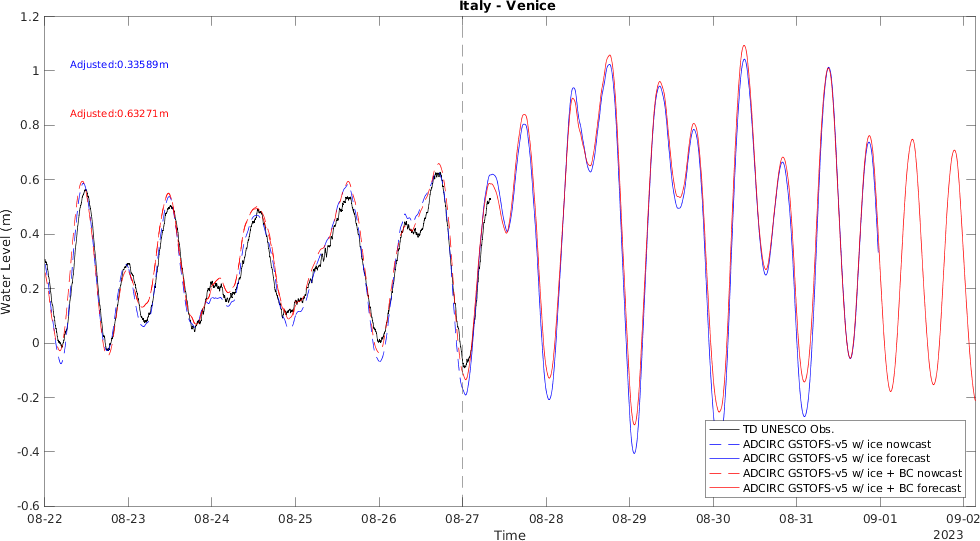 Italy - Venice
Adjusted:0.33589m
Adjusted:0.63271m
Water Level (m)
1.2
1
0.8
0.6
0.4
0.2
0
-0.2
-0.4
-0.6
TD UNESCO Obs.
ADCIRC GSTOFS-v5 w/ ice nowcast
ADCIRC GSTOFS-v5 w/ ice forecast
ADCIRC GSTOFS-v5 w/ ice + BC nowcast
ADCIRC GSTOFS-v5 w/ ice + BC forecast
08-22 08-23 08-24 08-25 08-26 08-27 08-28 08-29 08-30 08-31 09-01 09-02
Time
2023